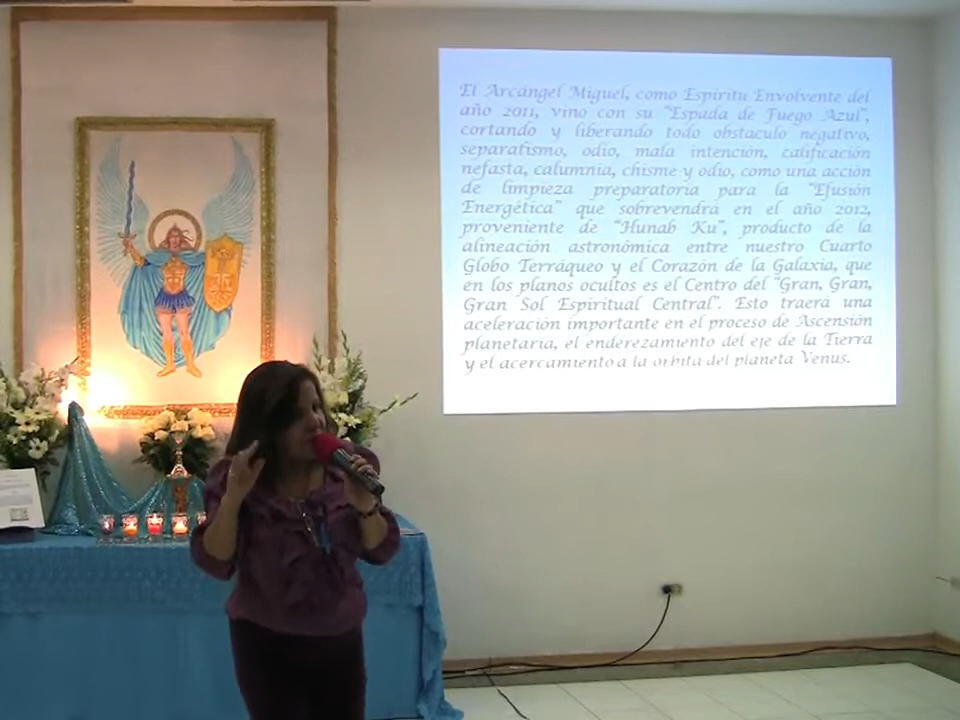 El Arcángel Miguel, como Espíritu Envolvente del
año 2011, vino con su "Espada de Fuego Azul",
cortando y liberando todo obstaculo negativo,
separatismo, odio, mala intención, calificación
nefasta, calumnia, chisme y odio, como una acción
de limpieza preparatoria para la "Efusión
Energética" que sobrevendrá en el año 2012,
proveniente de "Hunab Ku", producto de la
alineación astronómica entre nuestro Cuarto
Globo Terráqueo y el Corazón de la Galaxia, que
en los planos ocultos es el Centro del "Gran, Gran,
Gran Sol Espiritual Central". Esto traerá una
aceleración importante en el proceso de Ascensión
planetaria, el enderezamiento del eje de la Tierra
y el acercamiento a la orbita del planeta Venus.